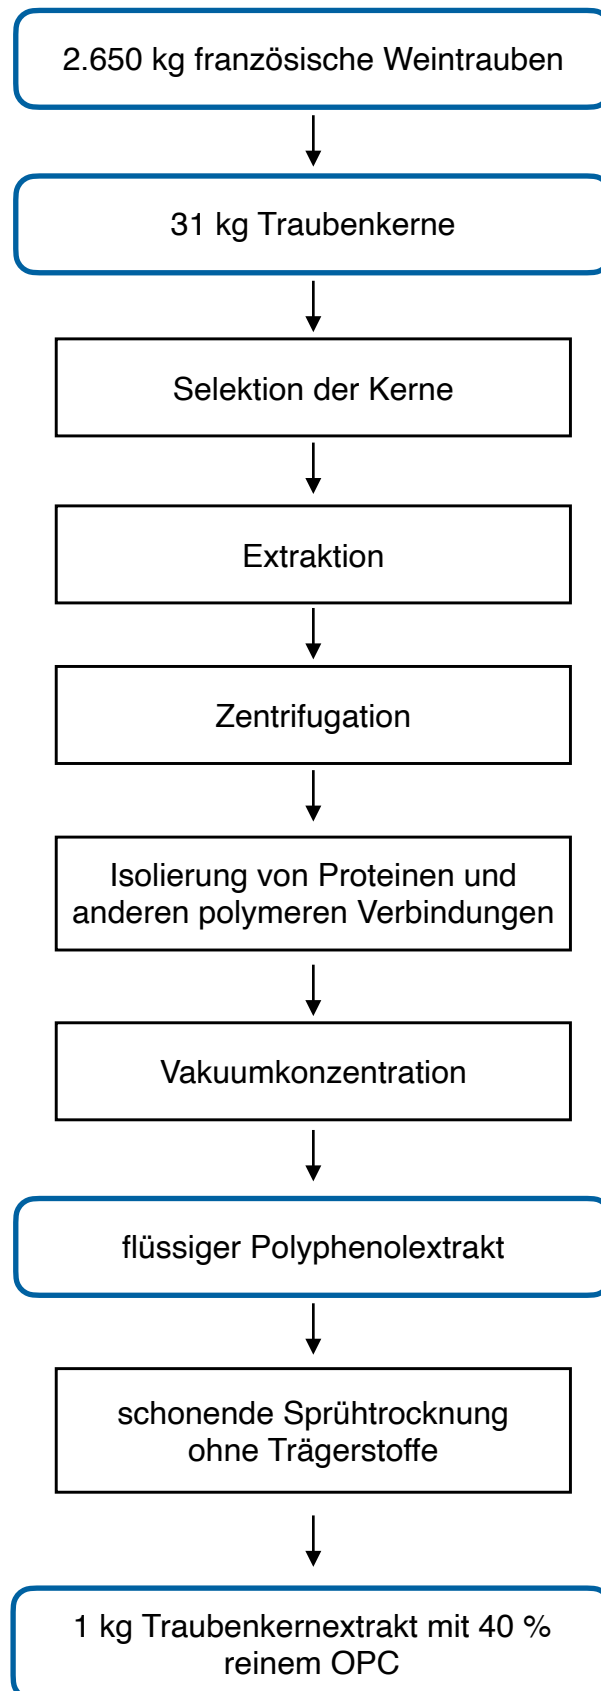 2.650 kg französische Weintrauben
31 kg Traubenkerne
Selektion der Kerne
Extraktion
Zentrifugation
Isolierung von Proteinen und
anderen polymeren Verbindungen
Vakuumkonzentration
flüssiger Polyphenolextrakt
schonende Sprühtrocknung
ohne Trägerstoffe
1 kg Traubenkernextrakt mit 40 %
reinem OPC